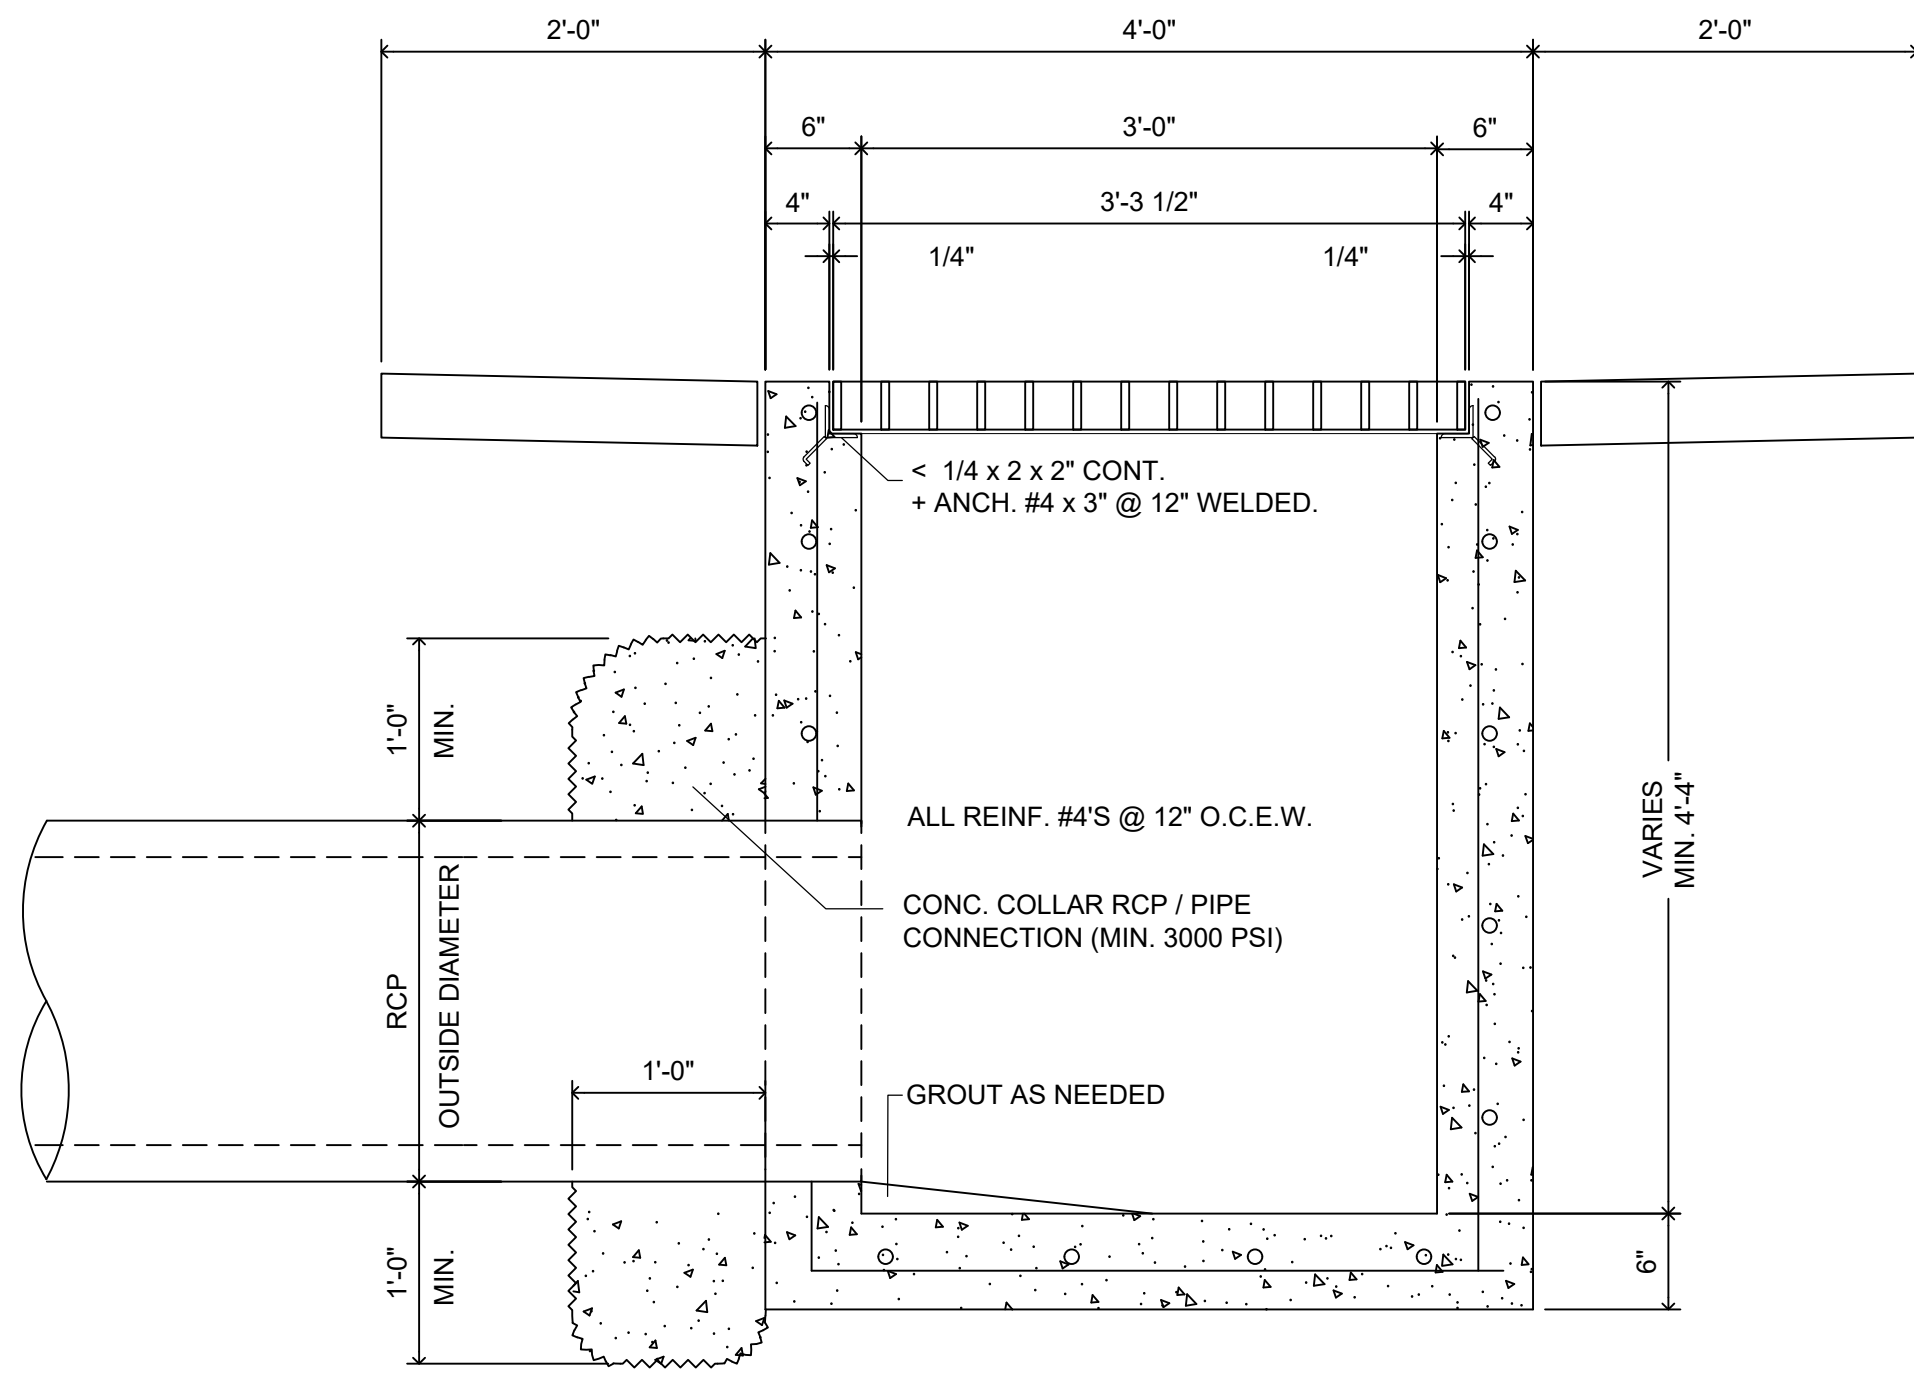 2'-0"
4'-0"
2'-0"
6"
3'-0"
6"
4"
3'-3 1/2"
4"
1/4"
1/4"
< 1/4 x 2 x 2" CONT.
+ ANCH. #4 x 3" @ 12" WELDED.
1'-0"
MIN.
ALL REINF. #4'S @ 12" O.C.E.W.
VARIES
MIN. 4'-4"
CONC. COLLAR RCP / PIPE
CONNECTION (MIN. 3000 PSI)
RCP
OUTSIDE DIAMETER
1'-0"
GROUT AS NEEDED
1'-0"
MIN.
6"